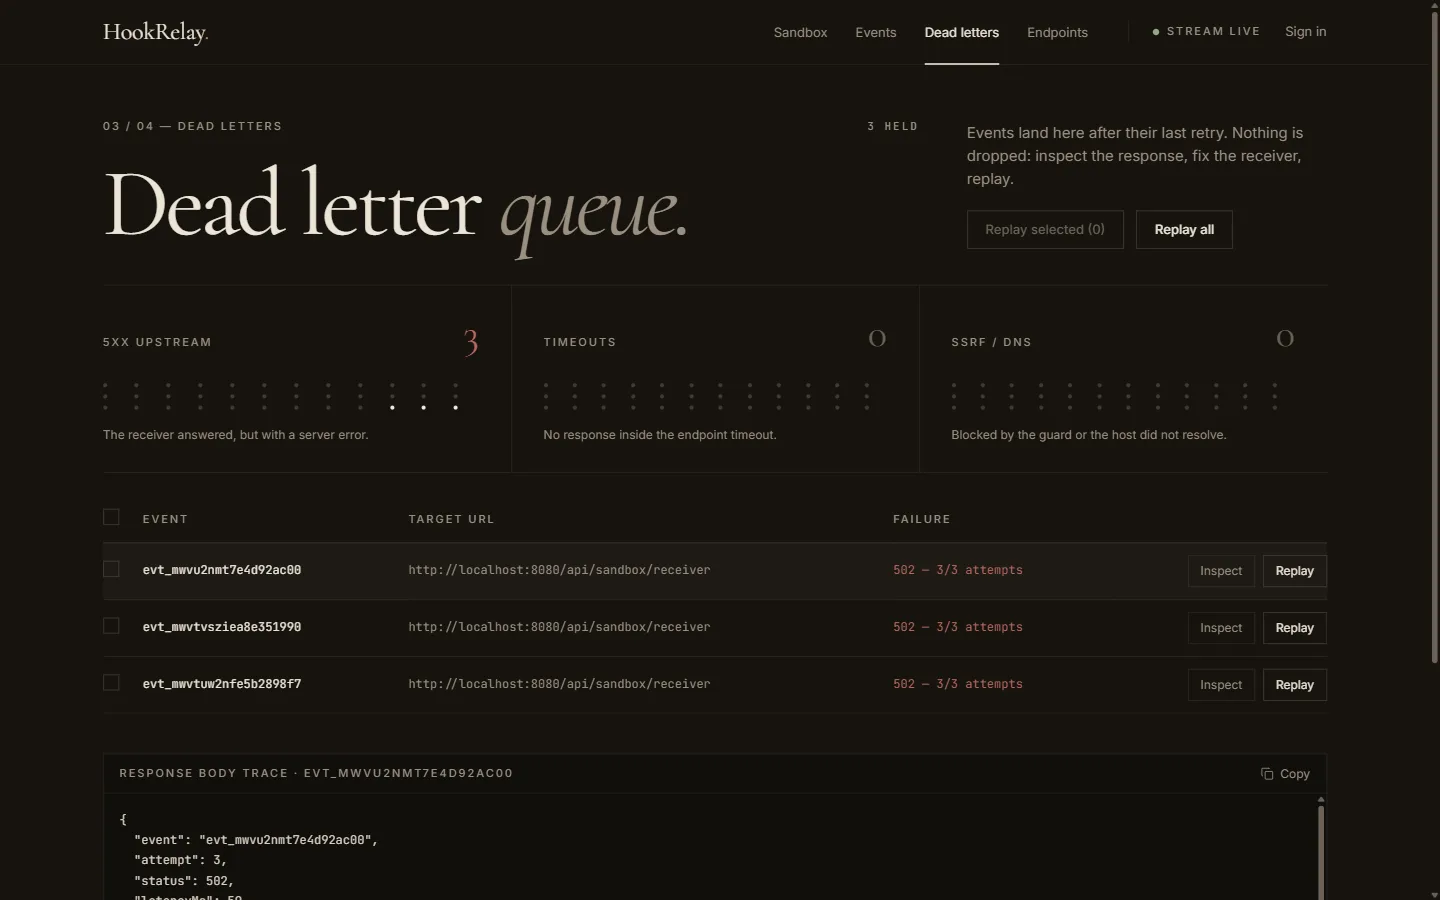 HookRelay.
Sandbox Events Dead letters Endpoints STREAM LIVE Sign in
03 / 04 — DEAD LETTERS
3 HELD
Dead letter queue.
Events land here after their last retry. Nothing is
dropped: inspect the response, fix the receiver,
replay.
Replay selected (0) Replay all
5XX UPSTREAM 3
The receiver answered, but with a server error.
TIMEOUTS 0
No response inside the endpoint timeout.
SSRF / DNS 0
Blocked by the guard or the host did not resolve.
EVENT TARGET URL FAILURE
evt_mwvu2nmt7e4d92ac00 http://localhost:8080/api/sandbox/receiver 502 — 3/3 attempts Inspect Replay
evt_mwvtvsziea8e351990 http://localhost:8080/api/sandbox/receiver 502 — 3/3 attempts Inspect Replay
evt_mwvtuw2nfe5b2898f7 http://localhost:8080/api/sandbox/receiver 502 — 3/3 attempts Inspect Replay
RESPONSE BODY TRACE · EVT_MWVU2NMT7E4D92AC00 Copy
{
"event": "evt_mwvu2nmt7e4d92ac00",
"attempt": 3,
"status": 502,